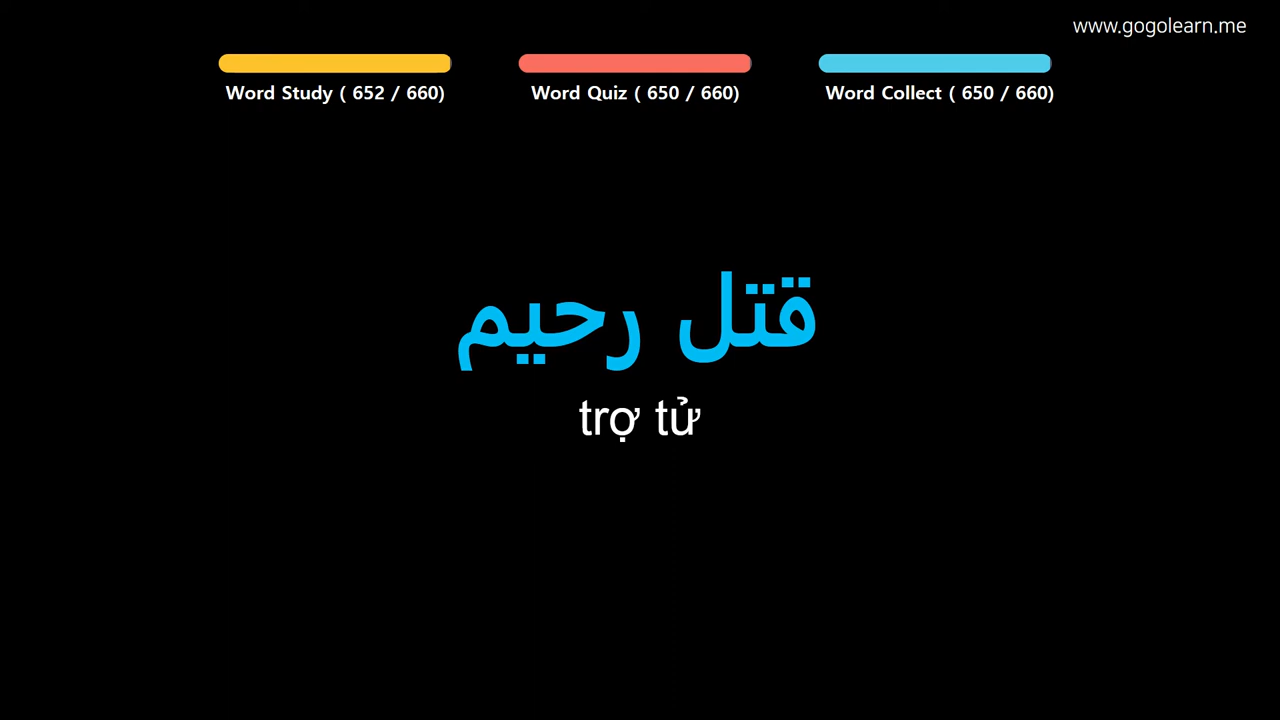 www.gogolearn.me
Word Study ( 652 / 660)
Word Quiz ( 650 / 660)
Word Collect ( 650 / 660)
قتل رحيم
trợ tử